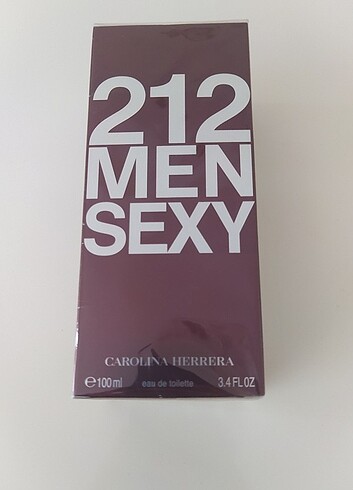 212
MEN
SEXY
CAROLINA HERRERA
℮100ml eau de toilette 3.4 FL OZ